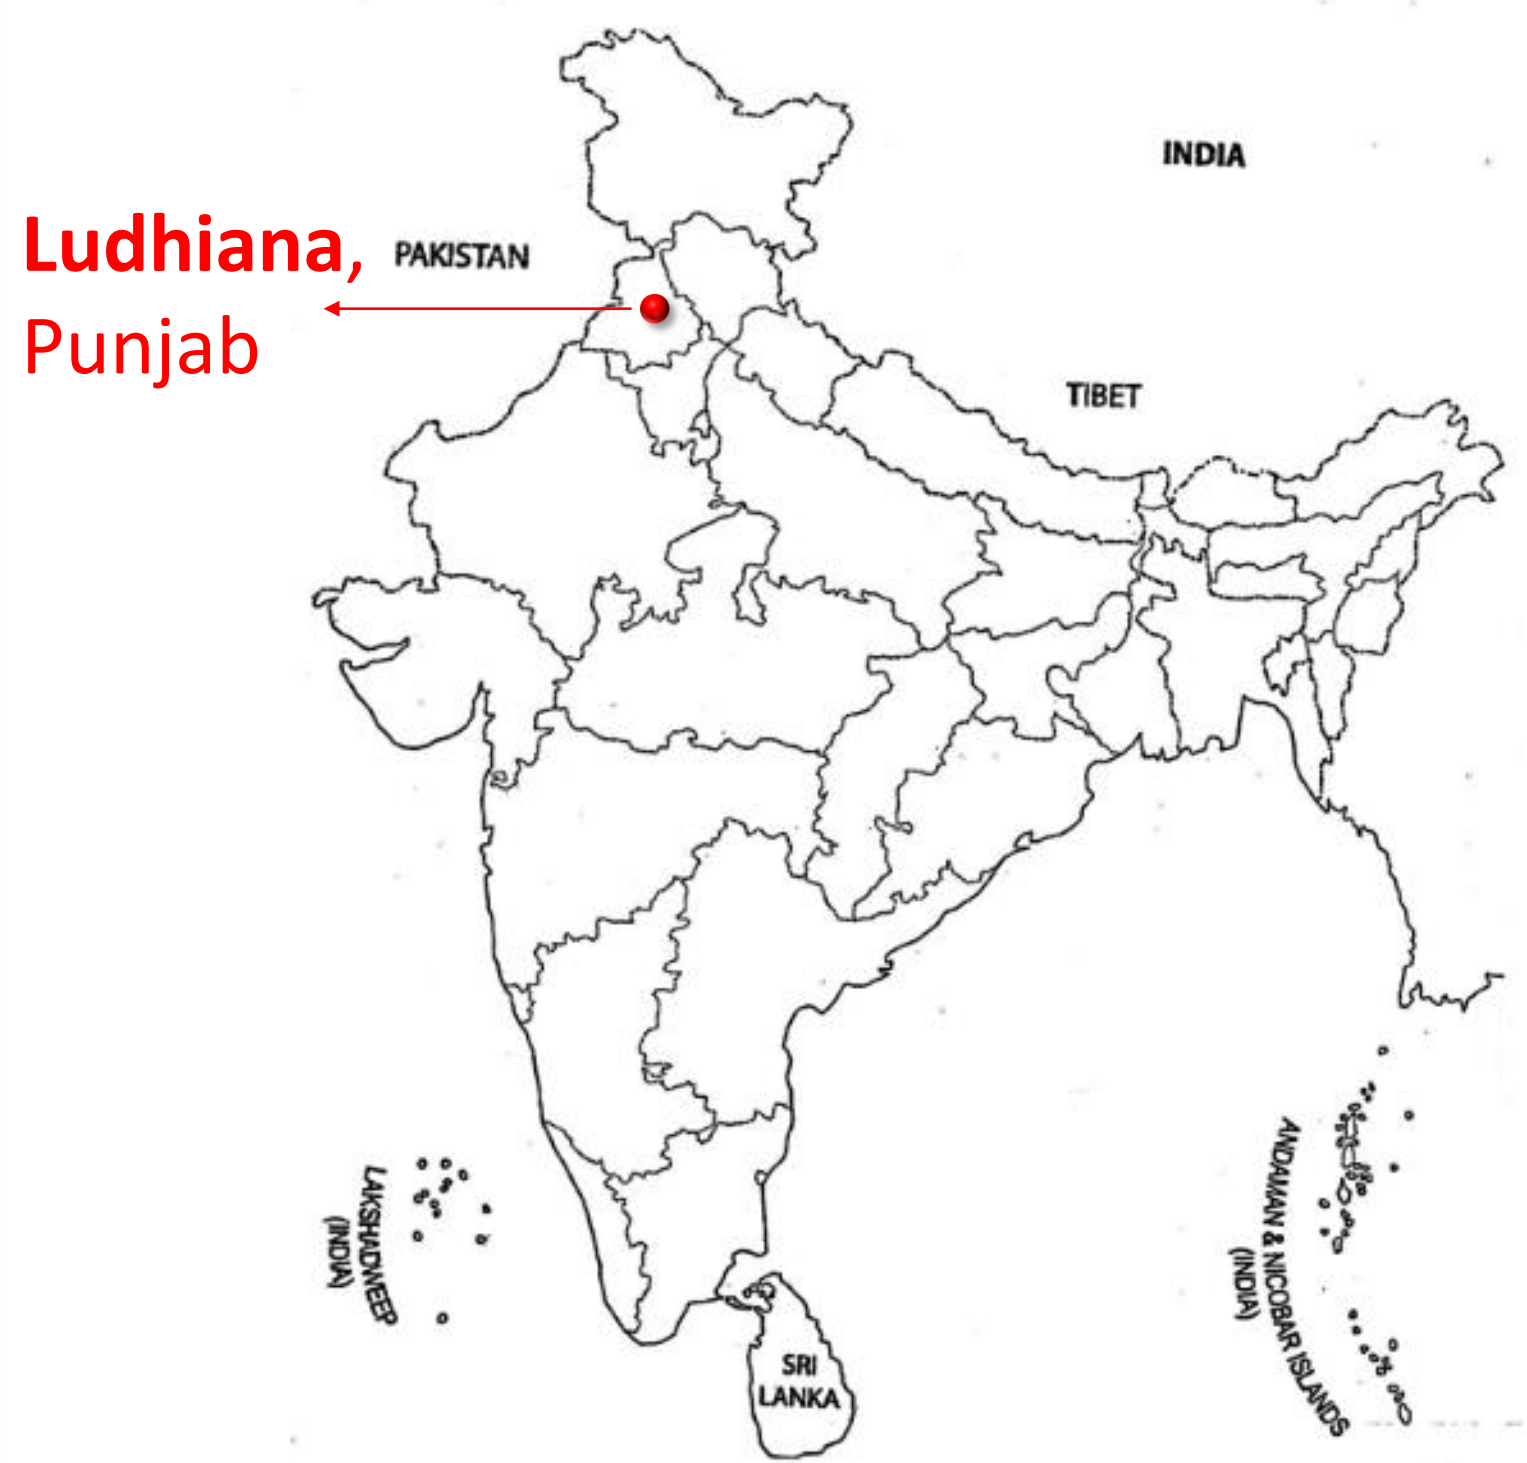 INDIA
Ludhiana,
Punjab
PAKISTAN
TIBET
LAKSHADWEEP
(INDIA)
ANDAMAN & NICOBAR ISLANDS
(INDIA)
SRI
LANKA